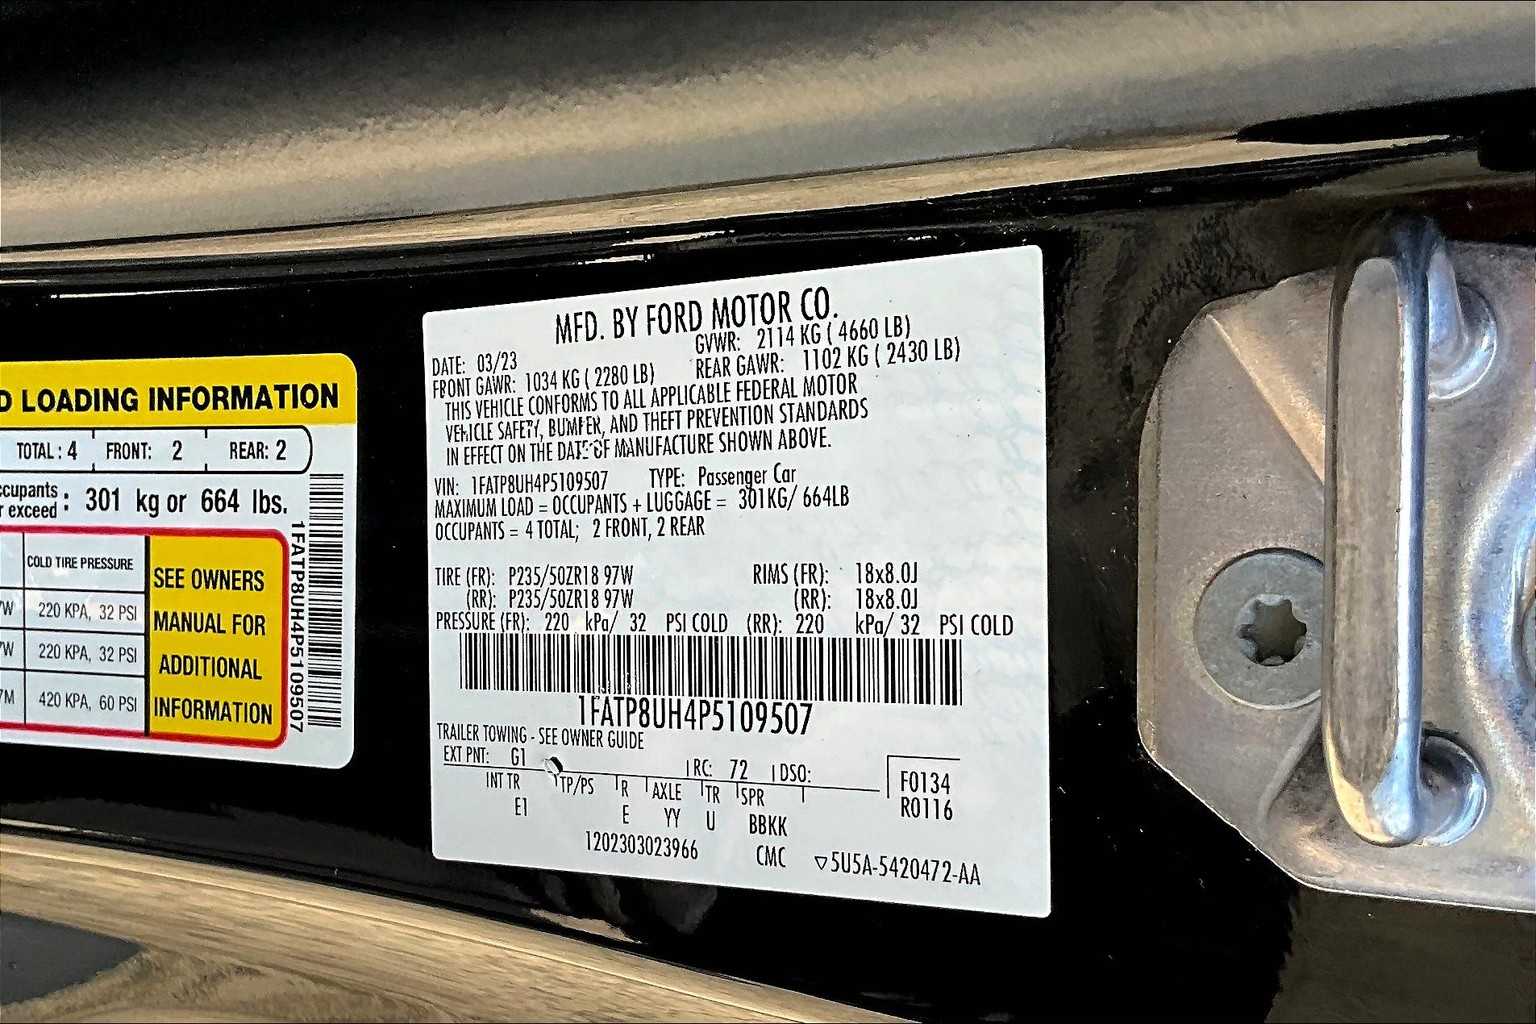 D LOADING INFORMATION
TOTAL: 4 FRONT: 2 REAR: 2
ccupants
r exceed : 301 kg or 664 lbs.
COLD TIRE PRESSURE
7W 220 KPA, 32 PSI
7W 220 KPA, 32 PSI
7M 420 KPA, 60 PSI
SEE OWNERS
MANUAL FOR
ADDITIONAL
INFORMATION
1FATP8UH4P5109507
MFD. BY FORD MOTOR CO.
DATE: 03/23 GVWR: 2114 KG ( 4660 LB)
FRONT GAWR: 1034 KG ( 2280 LB) REAR GAWR: 1102 KG ( 2430 LB)
THIS VEHICLE CONFORMS TO ALL APPLICABLE FEDERAL MOTOR
VEHICLE SAFETY, BUMPER, AND THEFT PREVENTION STANDARDS
IN EFFECT ON THE DATE OF MANUFACTURE SHOWN ABOVE.
VIN: 1FATP8UH4P5109507 TYPE: Passenger Car
MAXIMUM LOAD = OCCUPANTS + LUGGAGE = 301KG/ 664LB
OCCUPANTS = 4 TOTAL; 2 FRONT, 2 REAR
TIRE (FR): P235/50ZR18 97W RIMS (FR): 18x8.0J
(RR): P235/50ZR18 97W (RR): 18x8.0J
PRESSURE (FR): 220 kPa/ 32 PSI COLD (RR): 220 kPa/ 32 PSI COLD
1FATP8UH4P5109507
TRAILER TOWING - SEE OWNER GUIDE
EXT PNT: G1 RC: 72 DSO: F0134
INT TR TP/PS R AXLE TR SPR R0116
E1 E YY U BBKK
1202303023966 CMC ▽5U5A-5420472-AA